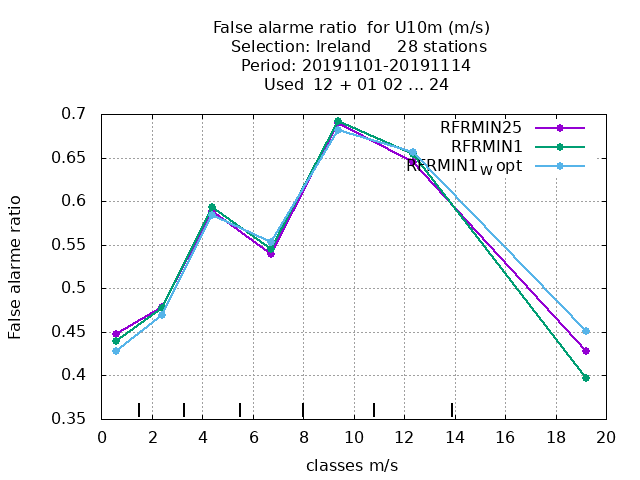 False alarme ratio  for U10m (m/s)
Selection: Ireland     28 stations
Period: 20191101-20191114
Used  12 + 01 02 ... 24
RFRMIN25
RFRMIN1
RFRMIN1W opt
False alarme ratio
0.7
0.65
0.6
0.55
0.5
0.45
0.4
0.35
0 2 4 6 8 10 12 14 16 18 20
classes m/s